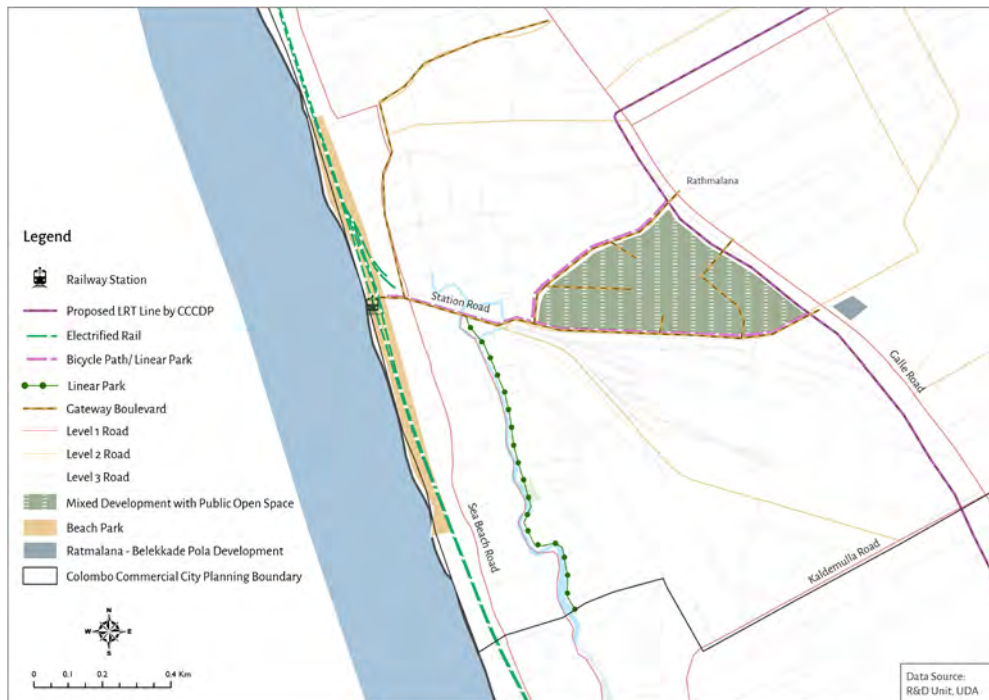 Rathmalana
Station Road
Galle Road
Sea Beach Road
Kaldemulla Road
Legend
Railway Station
Proposed LRT Line by CCCDP
Electrified Rail
Bicycle Path/ Linear Park
Linear Park
Gateway Boulevard
Level 1 Road
Level 2 Road
Level 3 Road
Mixed Development with Public Open Space
Beach Park
Ratmalana - Belekkade Pola Development
Colombo Commercial City Planning Boundary
N
W E
S
0 0.1 0.2 0.4 Km
Data Source:
R&D Unit, UDA